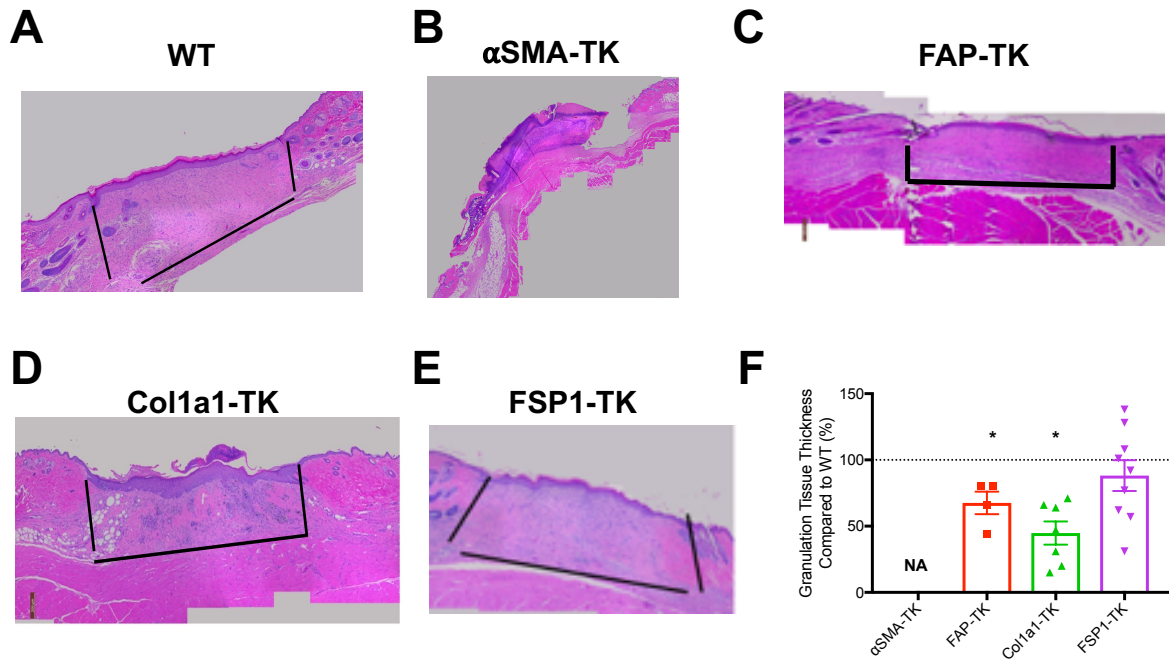 A
WT
B
αSMA-TK
C
FAP-TK
D
Col1a1-TK
E
FSP1-TK
F
Granulation Tissue Thickness
Compared to WT (%)
150
100
50
0
NA
*
*
αSMA-TK
FAP-TK
Col1a1-TK
FSP1-TK